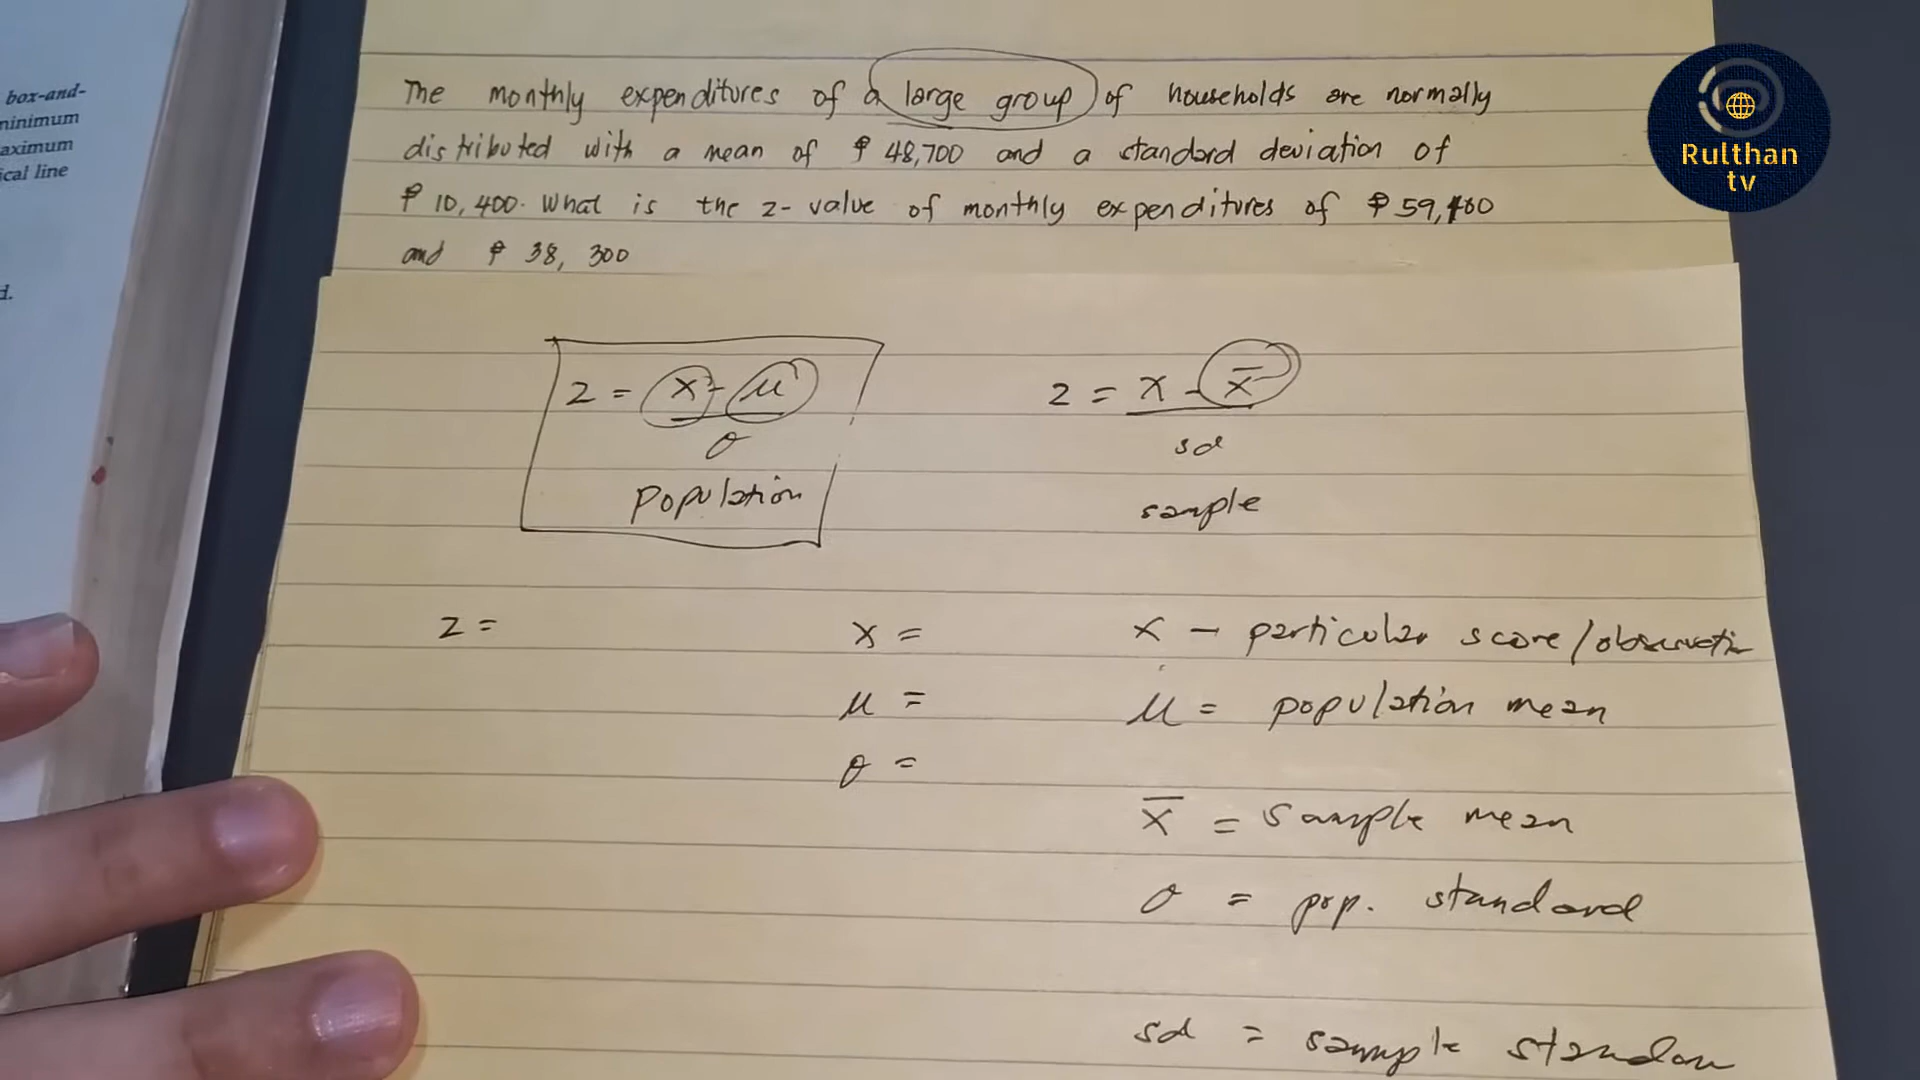 box-and-
ninimum
aximum
ical line
d.
The monthly expenditures of a large group of households are normally
distributed with a mean of ₱ 48,700 and a standard deviation of
₱ 10,400. What is the z-value of monthly expenditures of ₱ 59,100
and ₱ 38,300
Rulthan
tv
z = x - μ
σ
population
z = x - x̄
sd
sample
z =
x =
μ =
σ =
x - particular score/observation
μ = population mean
x̄ = sample mean
σ = pop. standard
sd = sample standar